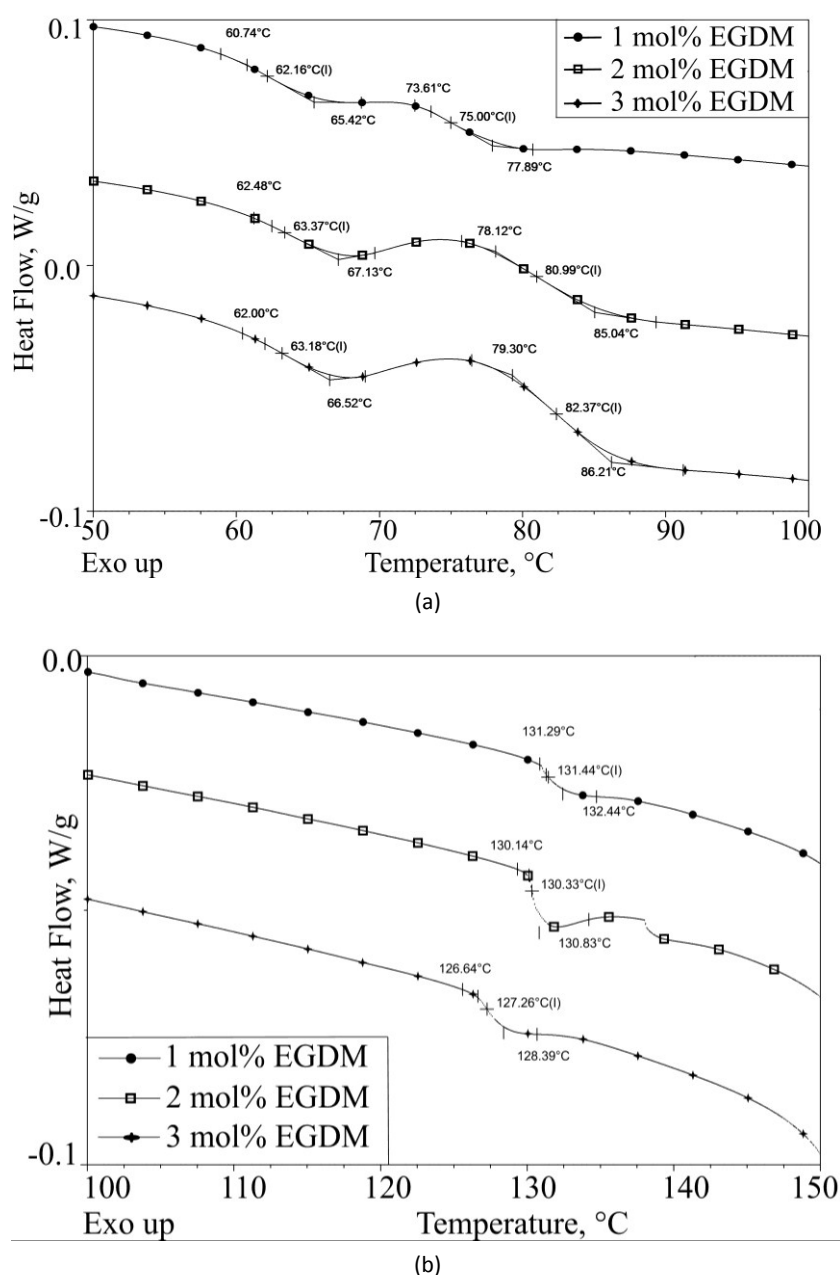 0.1
1 mol% EGDM
2 mol% EGDM
3 mol% EGDM
60.74°C
62.16°C(I)
65.42°C
73.61°C
75.00°C(I)
77.89°C
62.48°C
63.37°C(I)
67.13°C
78.12°C
80.99°C(I)
85.04°C
62.00°C
63.18°C(I)
66.52°C
79.30°C
82.37°C(I)
86.21°C
Heat Flow, W/g
0.0
-0.1
50 60 70 80 90 100
Exo up Temperature, °C
(a)
0.0
131.29°C
131.44°C(I)
132.44°C
130.14°C
130.33°C(I)
130.83°C
126.64°C
127.26°C(I)
128.39°C
Heat Flow, W/g
1 mol% EGDM
2 mol% EGDM
3 mol% EGDM
-0.1
100 110 120 130 140 150
Exo up Temperature, °C
(b)